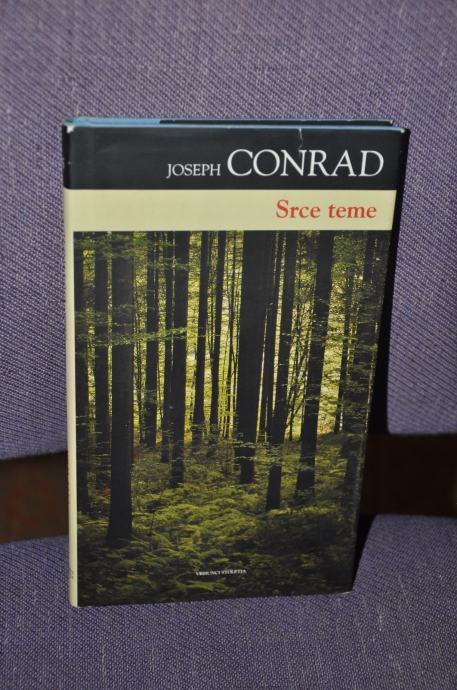 JOSEPH CONRAD
Srce teme
VRHUNCI STOLETJA